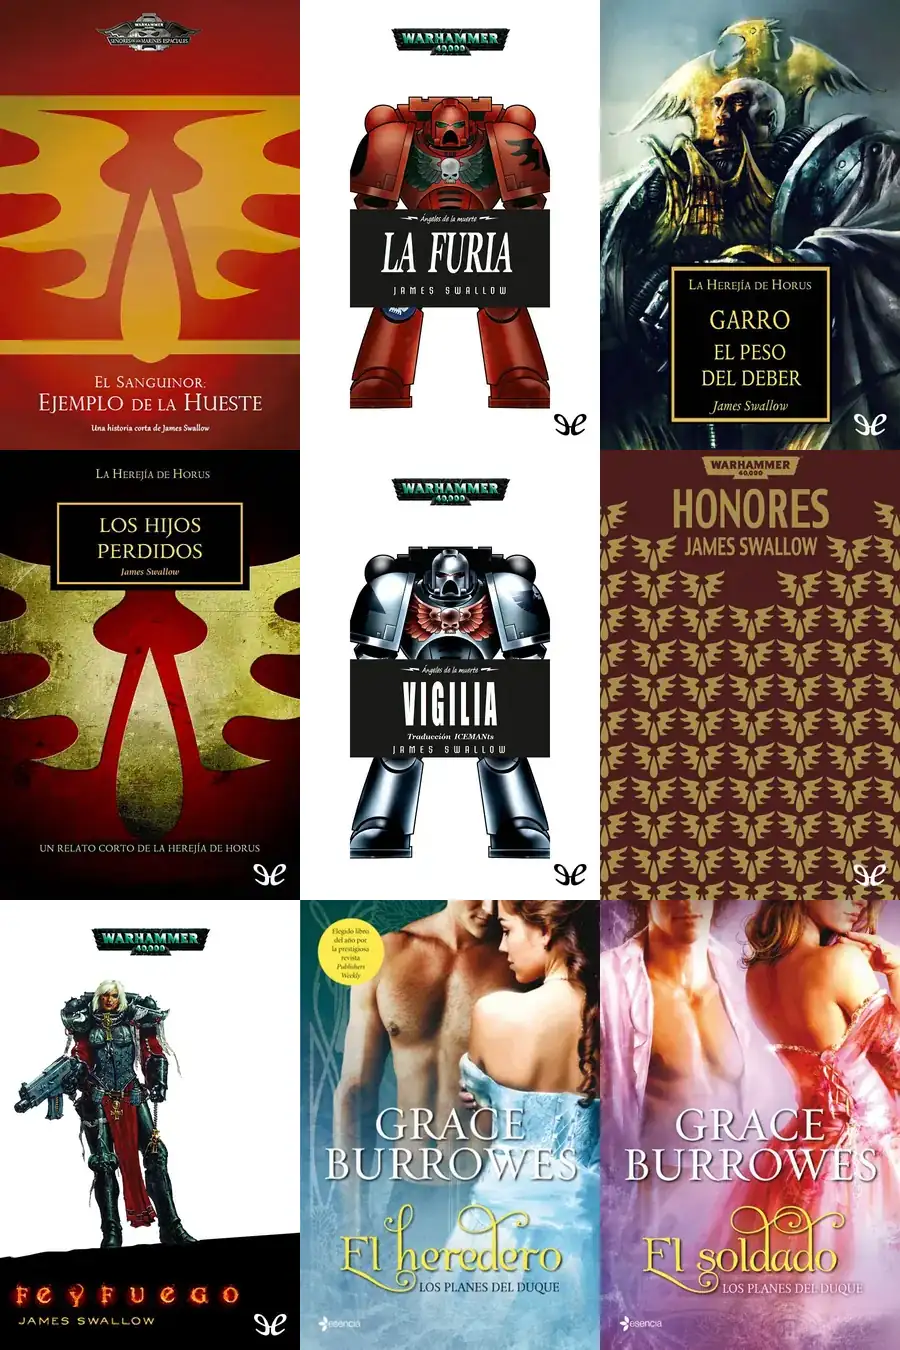 WARHAMMER
SEÑORES DE LOS MARINES ESPACIALES
EL SANGUINOR:
EJEMPLO DE LA HUESTE
Una historia corta de James Swallow
WARHAMMER
40,000
Ángeles de la muerte
LA FURIA
JAMES SWALLOW
LA HEREJÍA DE HORUS
GARRO
EL PESO
DEL DEBER
James Swallow
LA HEREJÍA DE HORUS
LOS HIJOS
PERDIDOS
James Swallow
UN RELATO CORTO DE LA HEREJÍA DE HORUS
WARHAMMER
40,000
Ángeles de la muerte
VIGILIA
Traducción ICEMANts
JAMES SWALLOW
WARHAMMER
40,000
HONORES
JAMES SWALLOW
WARHAMMER
40,000
FE Y FUEGO
JAMES SWALLOW
Elegido libro
del año por
la prestigiosa
revista
Publishers
Weekly
GRACE
BURROWES
El heredero
LOS PLANES DEL DUQUE
esencia
GRACE
BURROWES
El soldado
LOS PLANES DEL DUQUE
esencia